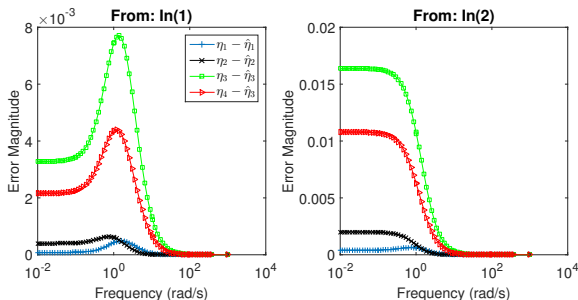 From: In(1)
×10⁻³
8
6
4
2
0
Error Magnitude
10⁻² 10⁰ 10² 10⁴
Frequency (rad/s)
η₁ − η̂₁
η₂ − η̂₂
η₃ − η̂₃
η₄ − η̂₃
From: In(2)
0.02
0.015
0.01
0.005
0
Error Magnitude
10⁻² 10⁰ 10² 10⁴
Frequency (rad/s)